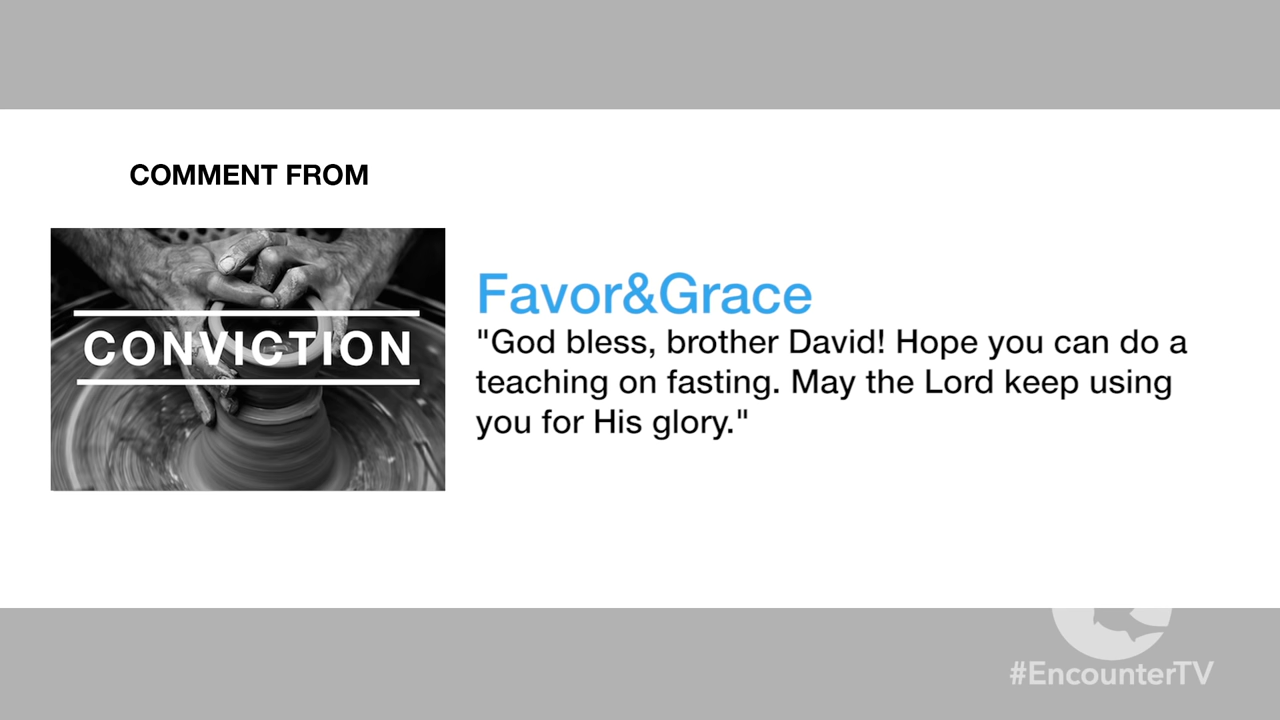 COMMENT FROM
CONVICTION
Favor&Grace
"God bless, brother David! Hope you can do a
teaching on fasting. May the Lord keep using
you for His glory."
#EncounterTV